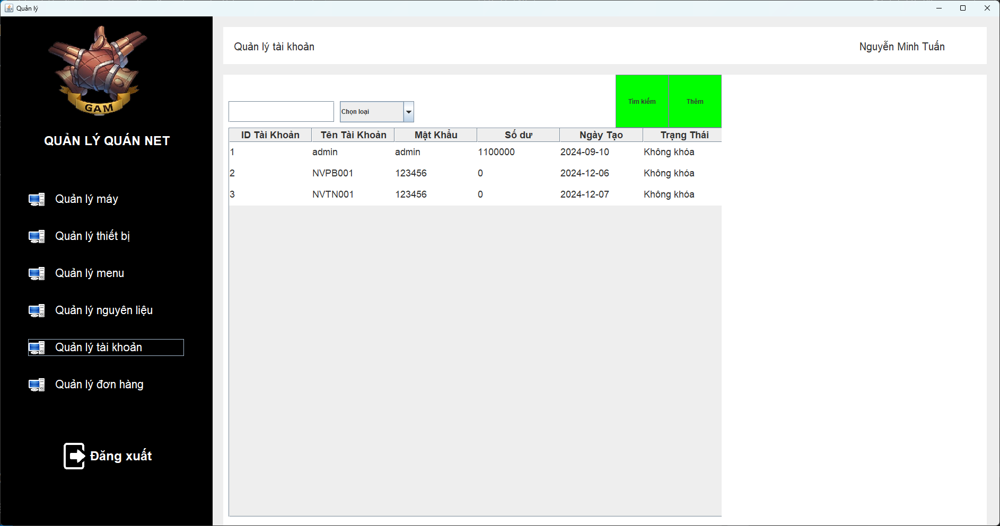 Quản lý
GAM
QUẢN LÝ QUÁN NET
Quản lý máy
Quản lý thiết bị
Quản lý menu
Quản lý nguyên liệu
Quản lý tài khoản
Quản lý đơn hàng
Đăng xuất
Quản lý tài khoản Nguyễn Minh Tuấn
Chọn loại Tìm kiếm Thêm
ID Tài Khoản Tên Tài Khoản Mật Khẩu Số dư Ngày Tạo Trạng Thái
1 admin admin 1100000 2024-09-10 Không khóa
2 NVPB001 123456 0 2024-12-06 Không khóa
3 NVTN001 123456 0 2024-12-07 Không khóa